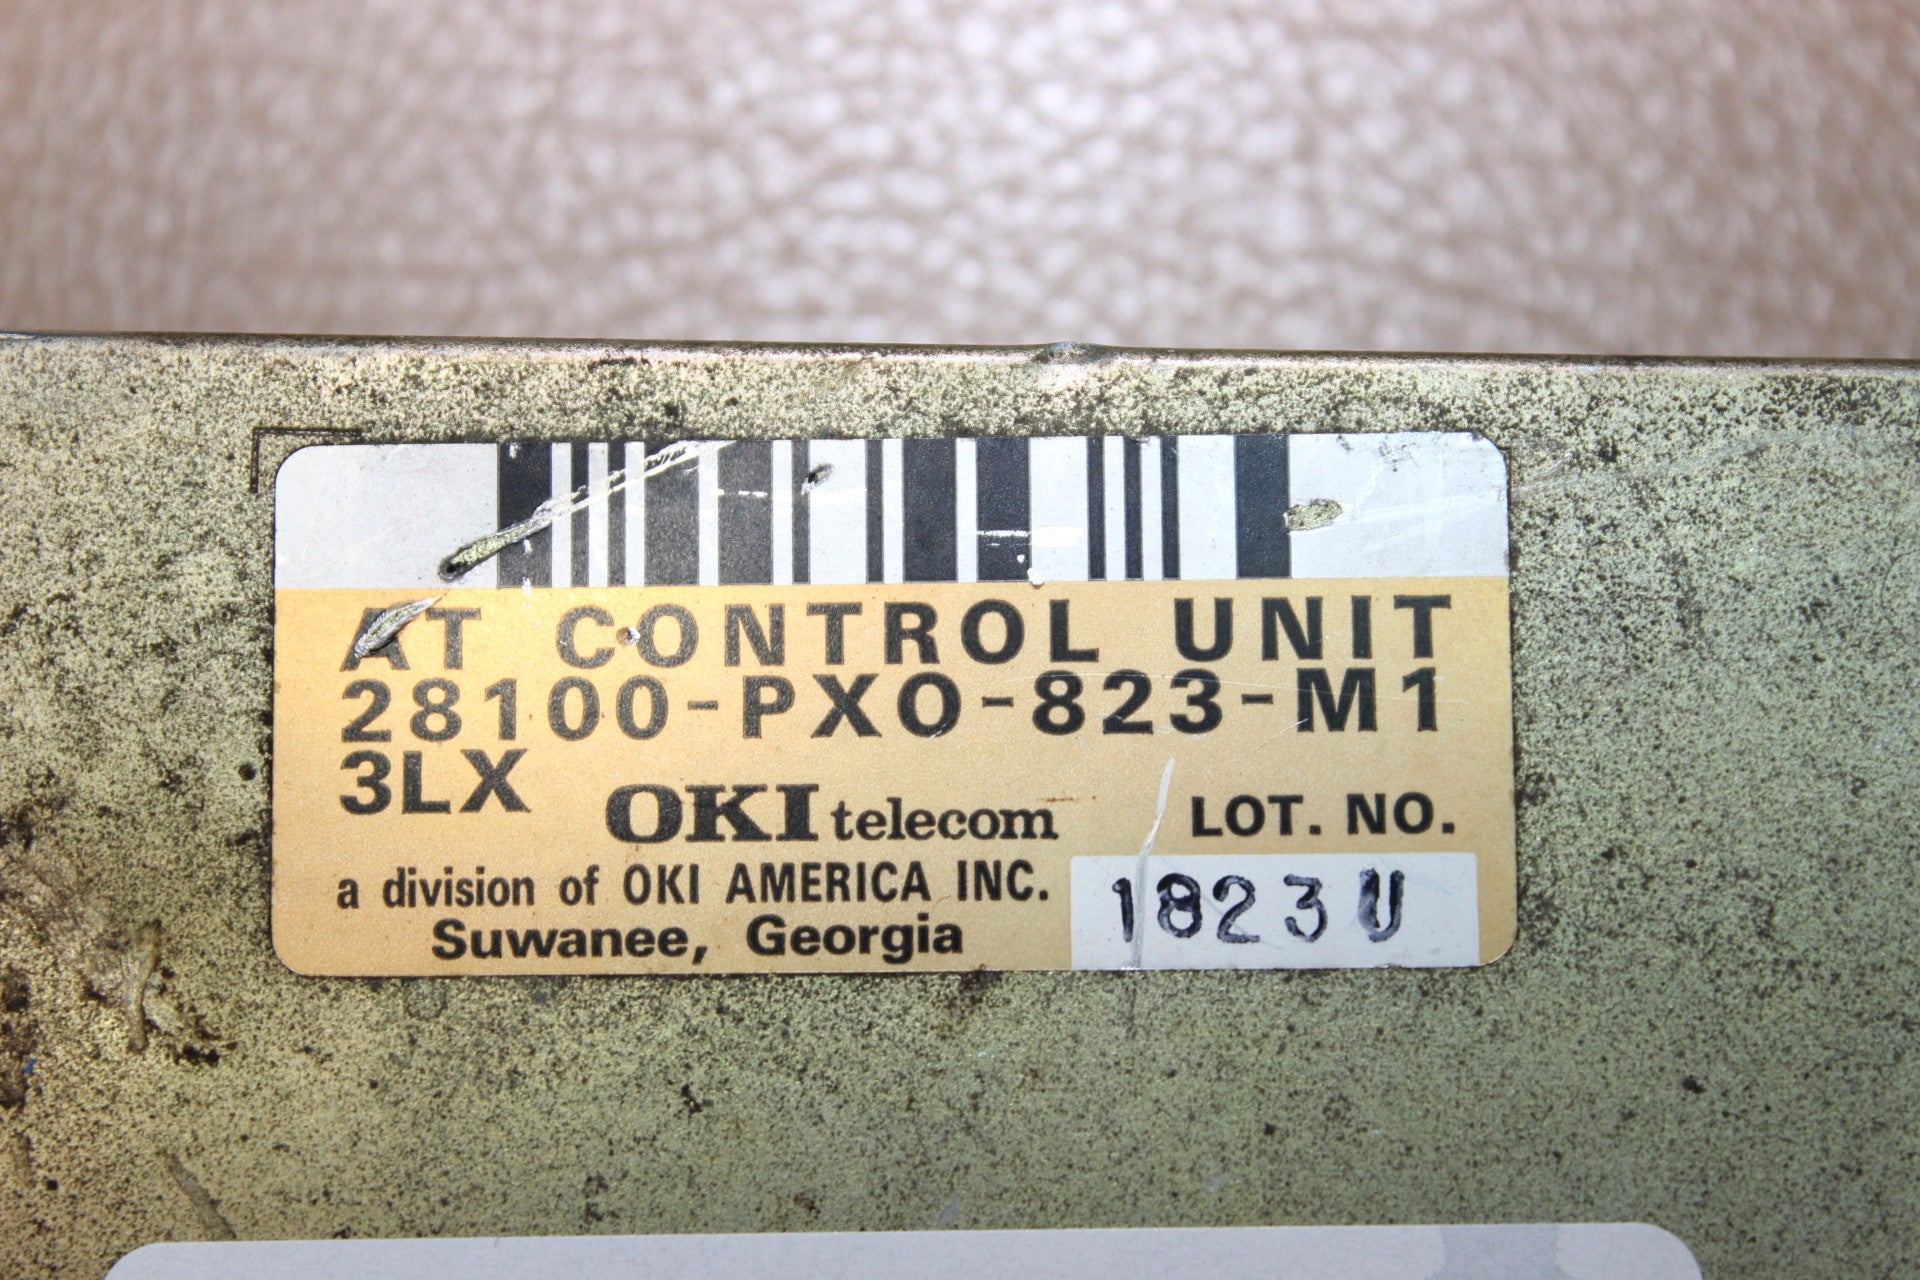 AT CONTROL UNIT
28100-PX0-823-M1
3LX
OKI telecom LOT. NO.
a division of OKI AMERICA INC. 1823U
Suwanee, Georgia